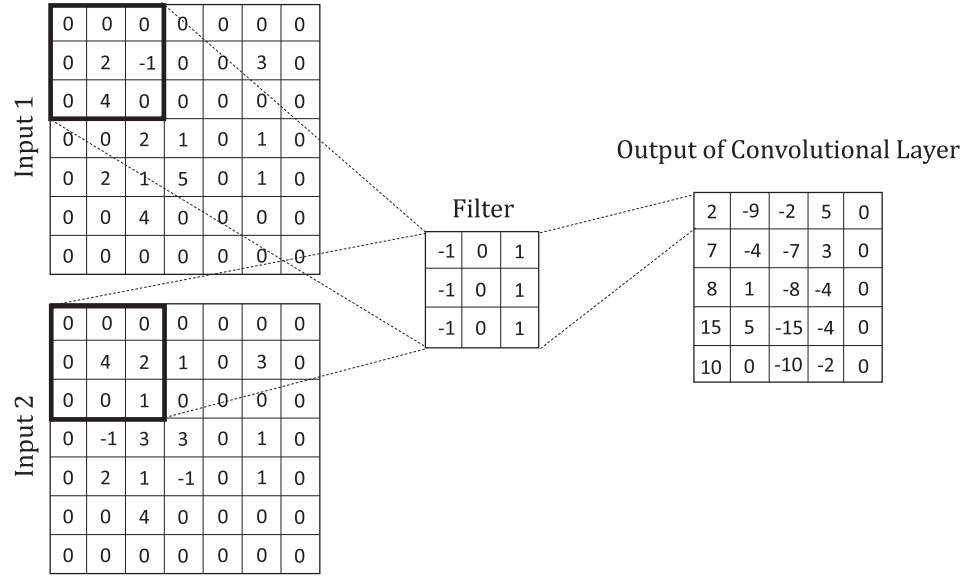 Input 1
0 0 0 0 0 0 0
0 2 -1 0 0 3 0
0 4 0 0 0 0 0
0 0 2 1 0 1 0
0 2 1 5 0 1 0
0 0 4 0 0 0 0
0 0 0 0 0 0 0
Input 2
0 0 0 0 0 0 0
0 4 2 1 0 3 0
0 0 1 0 0 0 0
0 -1 3 3 0 1 0
0 2 1 -1 0 1 0
0 0 4 0 0 0 0
0 0 0 0 0 0 0
Filter
-1 0 1
-1 0 1
-1 0 1
Output of Convolutional Layer
2 -9 -2 5 0
7 -4 -7 3 0
8 1 -8 -4 0
15 5 -15 -4 0
10 0 -10 -2 0